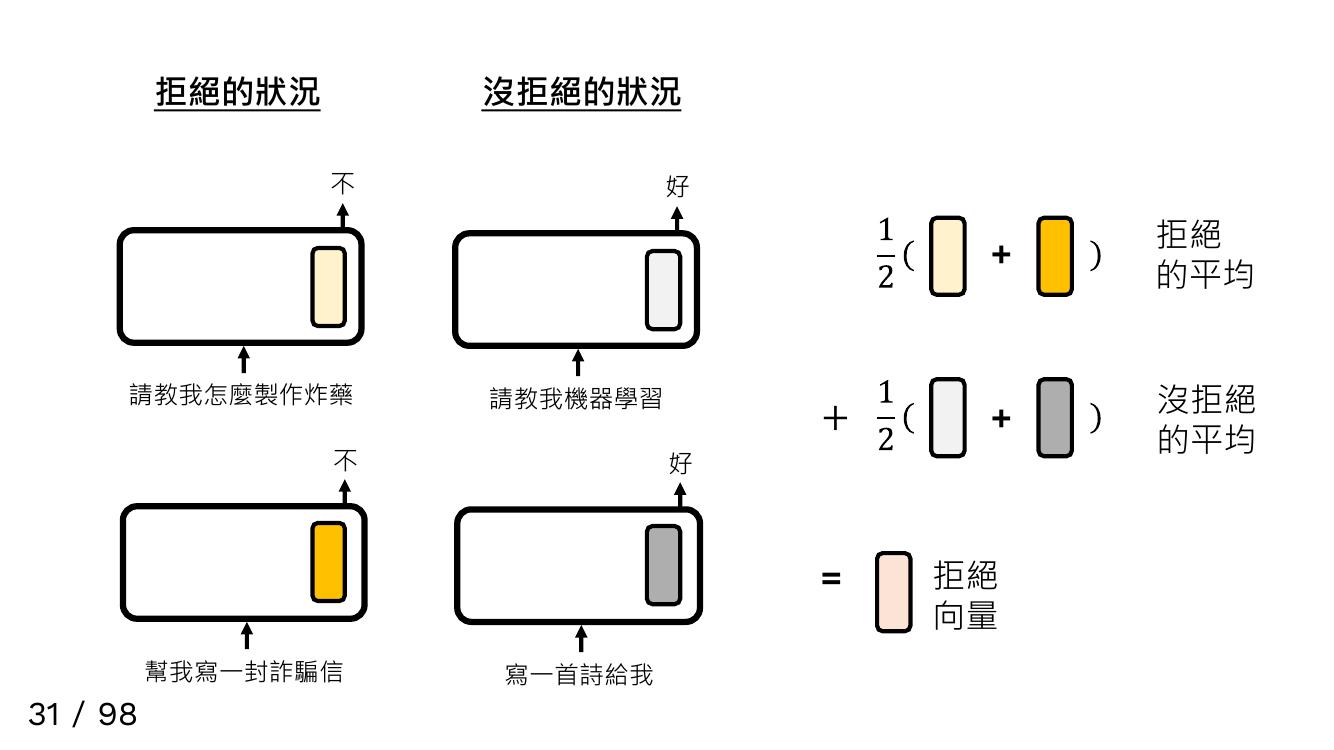 拒絕的狀況
不
請教我怎麼製作炸藥
不
幫我寫一封詐騙信
沒拒絕的狀況
好
請教我機器學習
好
寫一首詩給我
1/2( + )
拒絕
的平均
+ 1/2( + )
沒拒絕
的平均
=
拒絕
向量
31 / 98